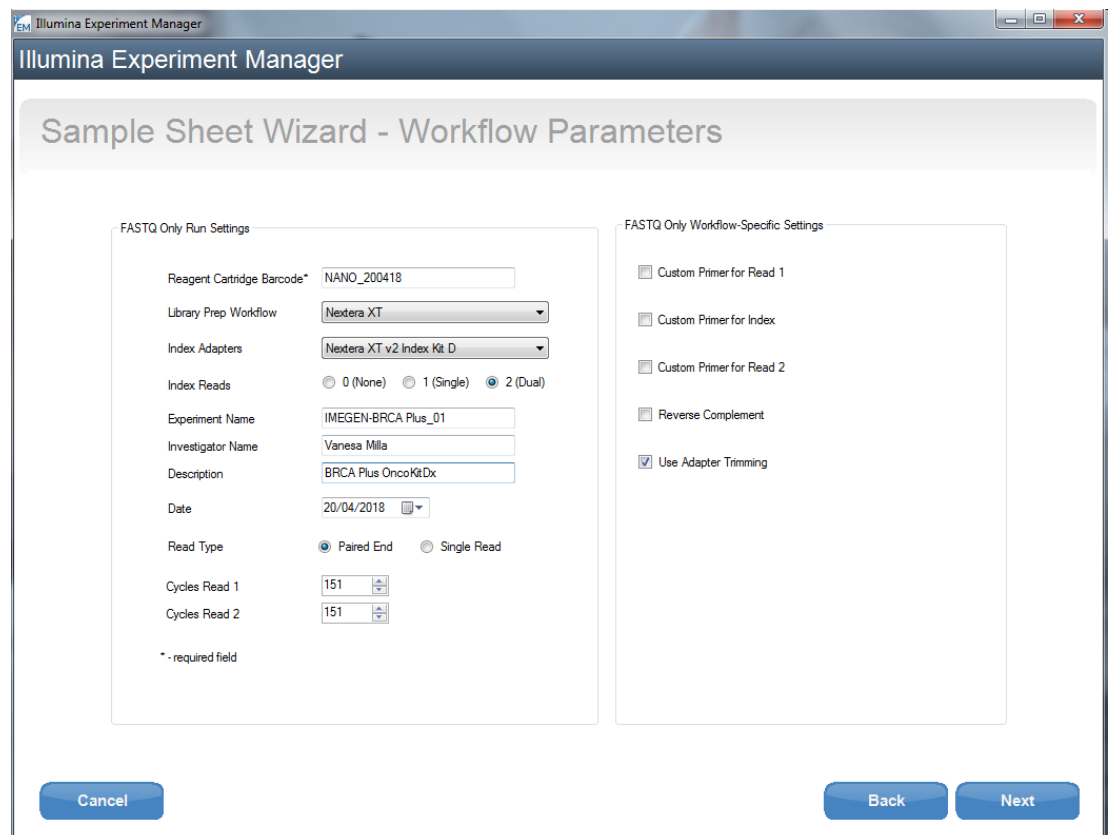 EM Illumina Experiment Manager
Illumina Experiment Manager
Sample Sheet Wizard - Workflow Parameters
FASTQ Only Run Settings
Reagent Cartridge Barcode* NANO_200418
Library Prep Workflow Nextera XT
Index Adapters Nextera XT v2 Index Kit D
Index Reads 0 (None) 1 (Single) 2 (Dual)
Experiment Name IMEGEN-BRCA Plus_01
Investigator Name Vanesa Milla
Description BRCA Plus OncoKitDx
Date 20/04/2018
Read Type Paired End Single Read
Cycles Read 1 151
Cycles Read 2 151
* - required field
FASTQ Only Workflow-Specific Settings
Custom Primer for Read 1
Custom Primer for Index
Custom Primer for Read 2
Reverse Complement
Use Adapter Trimming
Cancel Back Next